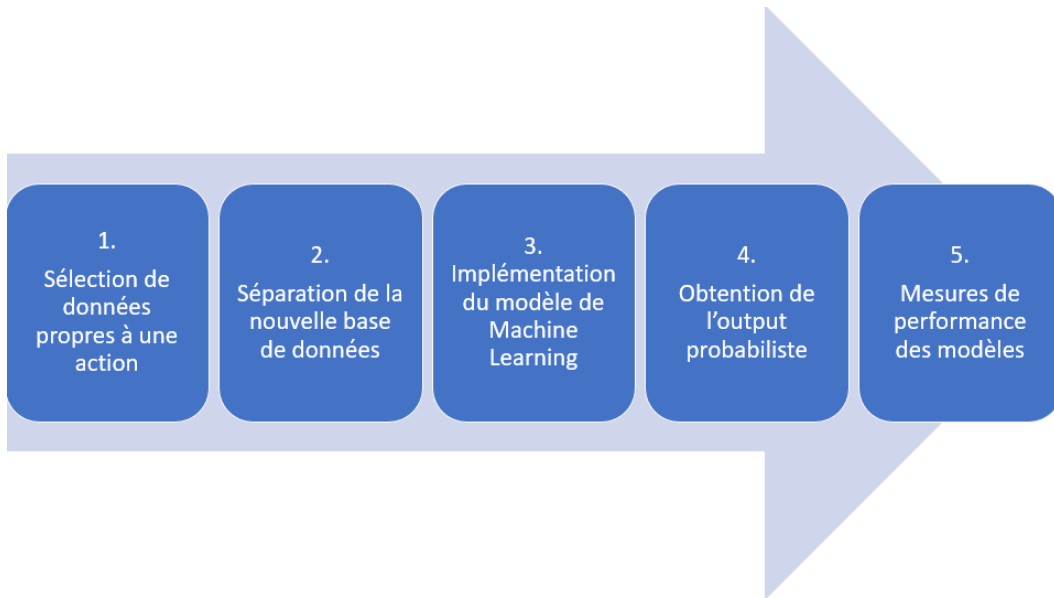 1.
Sélection de
données
propres à une
action
2.
Séparation de la
nouvelle base
de données
3.
Implémentation
du modèle de
Machine
Learning
4.
Obtention de
l’output
probabiliste
5.
Mesures de
performance
des modèles